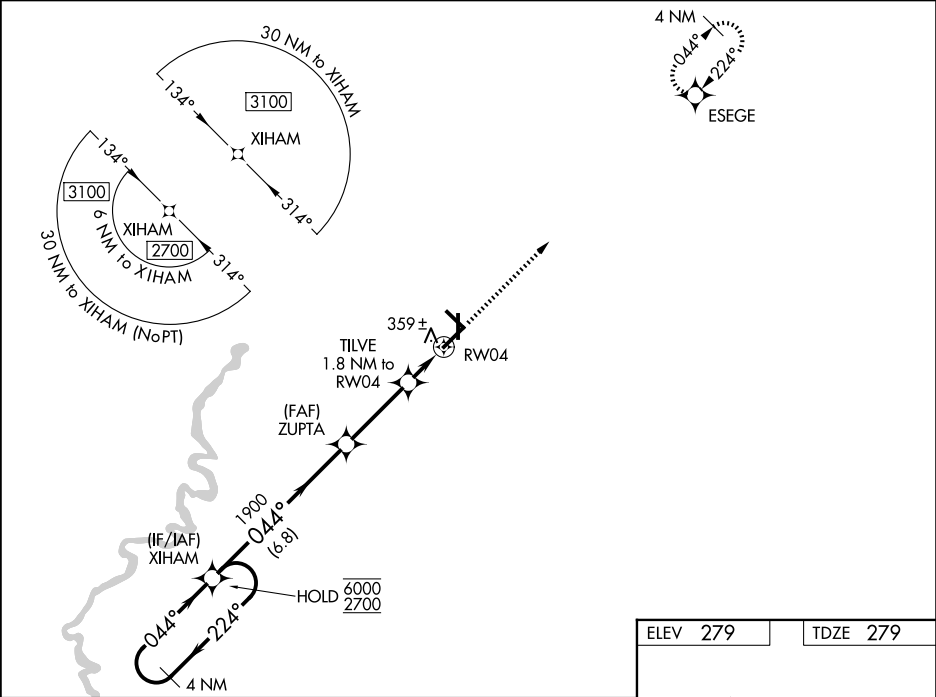 4 NM
044°
224°
ESEGE
30 NM to XIHAM
134°
3100
XIHAM
314°
134°
3100
XIHAM
2700
6 NM to XIHAM
314°
30 NM to XIHAM (NoPT)
359±
TILVE
1.8 NM to
RW04
RW04
(FAF)
ZUPTA
1900
044°
(6.8)
(IF/IAF)
XIHAM
HOLD 6000
2700
044°
224°
4 NM
ELEV 279
TDZE 279